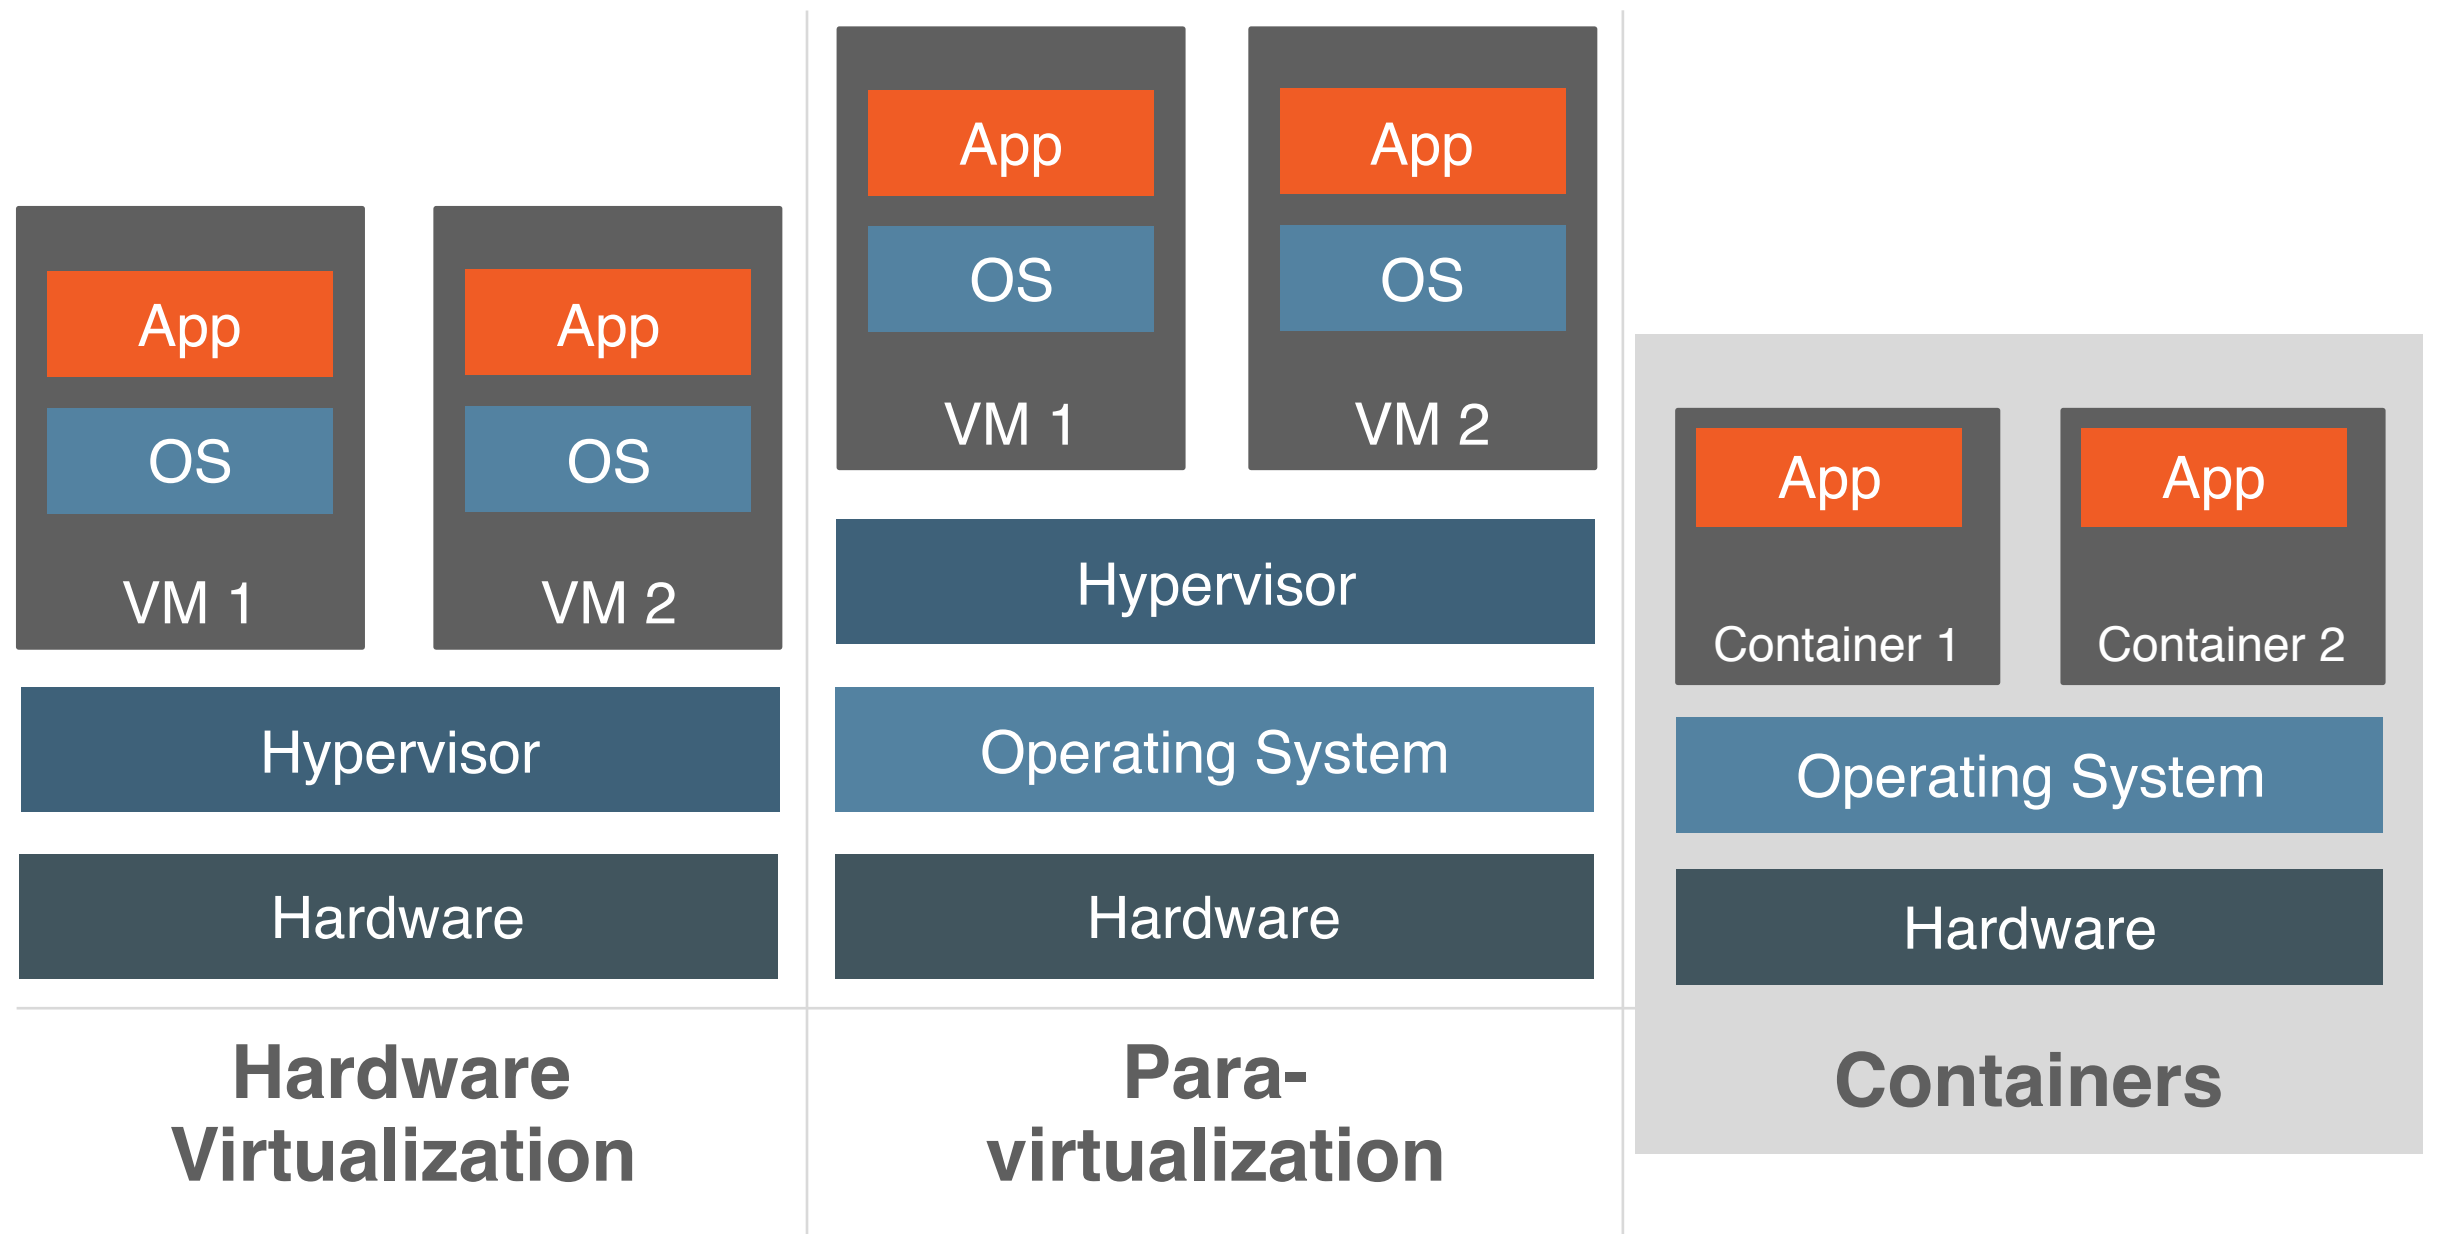 App
App
OS
OS
VM 1
VM 2
Hypervisor
Hardware
Hardware
Virtualization
App
App
OS
OS
VM 1
VM 2
Hypervisor
Operating System
Hardware
Para-
virtualization
App
App
Container 1
Container 2
Operating System
Hardware
Containers